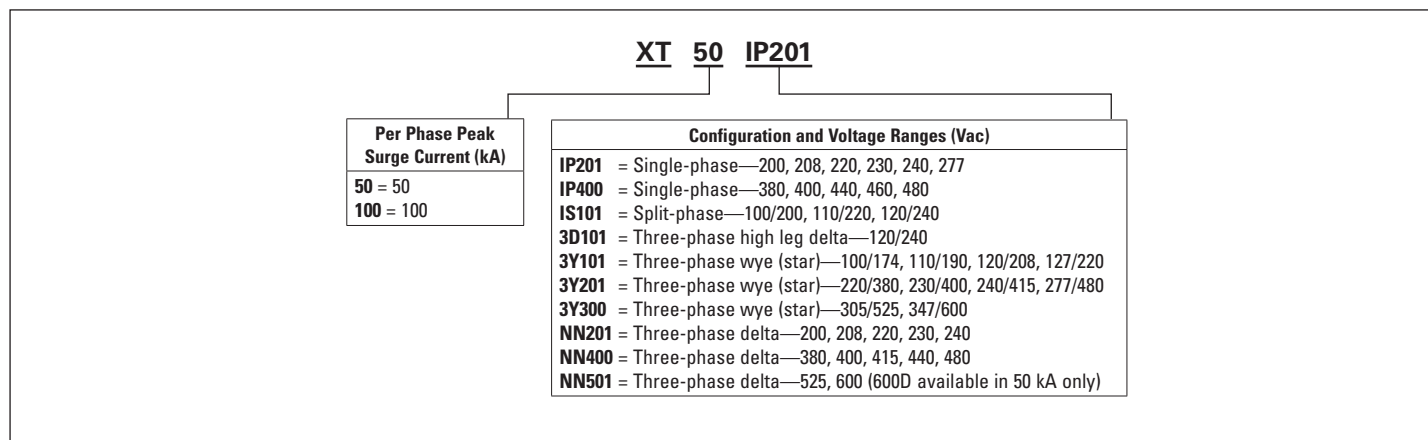 XT 50 IP201
Per Phase Peak
Surge Current (kA)
50 = 50
100 = 100
Configuration and Voltage Ranges (Vac)
IP201 = Single-phase—200, 208, 220, 230, 240, 277
IP400 = Single-phase—380, 400, 440, 460, 480
IS101 = Split-phase—100/200, 110/220, 120/240
3D101 = Three-phase high leg delta—120/240
3Y101 = Three-phase wye (star)—100/174, 110/190, 120/208, 127/220
3Y201 = Three-phase wye (star)—220/380, 230/400, 240/415, 277/480
3Y300 = Three-phase wye (star)—305/525, 347/600
NN201 = Three-phase delta—200, 208, 220, 230, 240
NN400 = Three-phase delta—380, 400, 415, 440, 480
NN501 = Three-phase delta—525, 600 (600D available in 50 kA only)